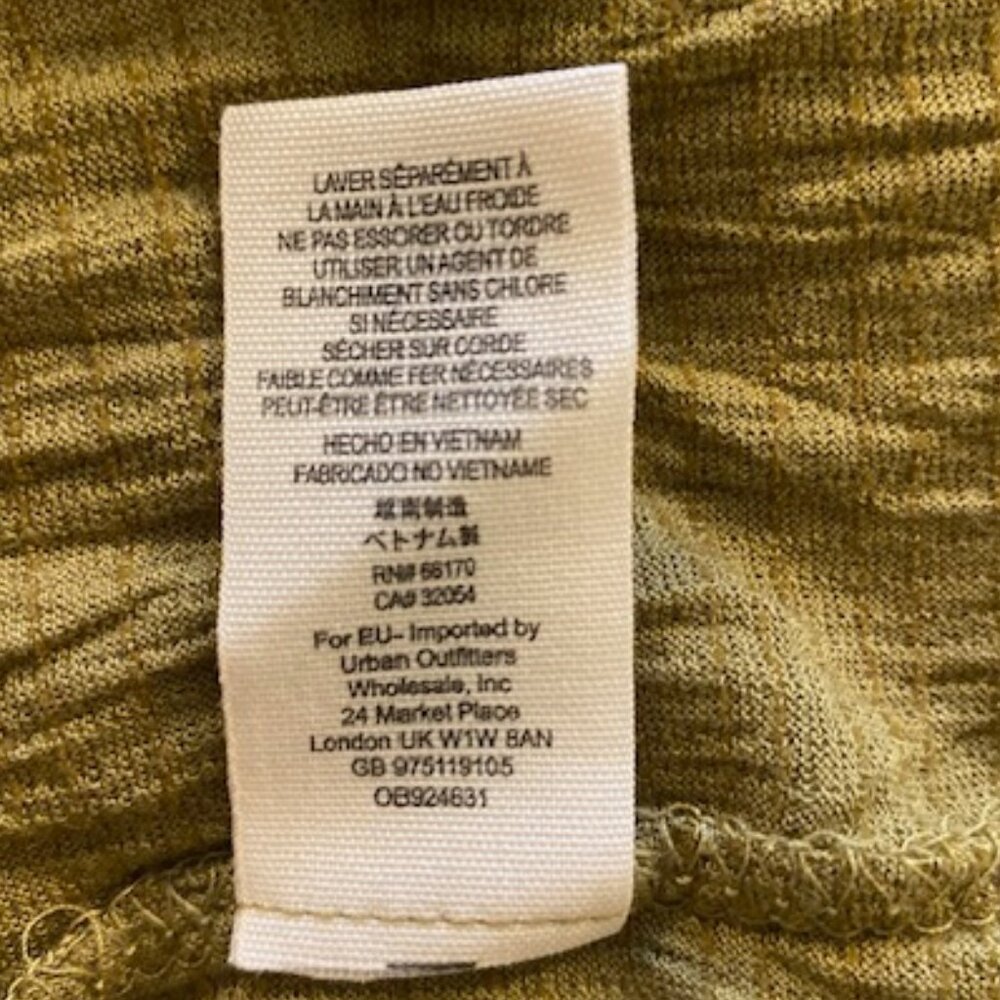 LAVER SÉPARÉMENT À
LA MAIN À L'EAU FROIDE
NE PAS ESSORER OU TORDRE
UTILISER UN AGENT DE
BLANCHIMENT SANS CHLORE
SI NÉCESSAIRE
SÉCHER SUR CORDE
FAIBLE COMME FER NÉCESSAIRES
PEUT-ÊTRE ÊTRE NETTOYÉE SEC
HECHO EN VIETNAM
FABRICADO NO VIETNAME
越南制造
ベトナム製
RN# 66170
CA# 32054
For EU- Imported by
Urban Outfitters
Wholesale, Inc
24 Market Place
London UK W1W 8AN
GB 975119105
OB924631